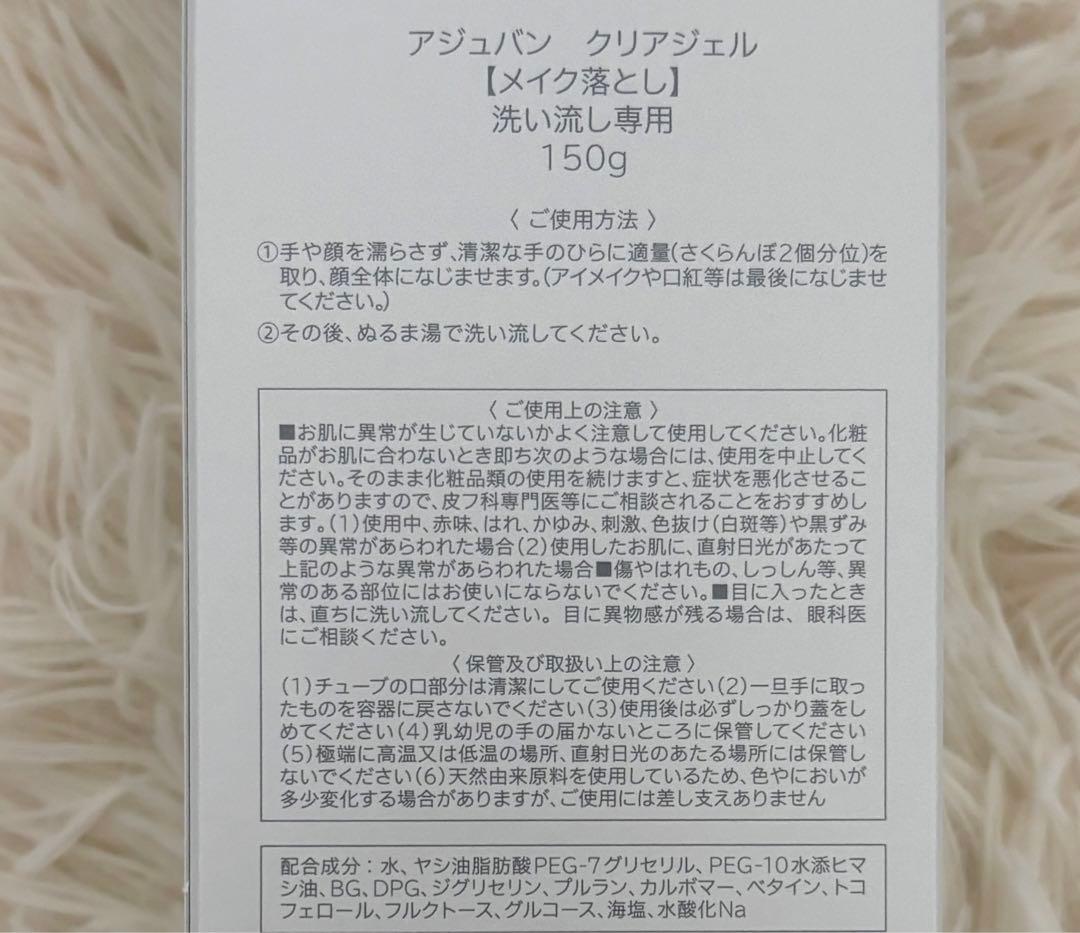 アジュバン　クリアジェル
【メイク落とし】
洗い流し専用
150g
〈 ご使用方法 〉
①手や顔を濡らさず、清潔な手のひらに適量(さくらんぼ2個分位)を
取り、顔全体になじませます。(アイメイクや口紅等は最後になじませ
てください。)
②その後、ぬるま湯で洗い流してください。
〈 ご使用上の注意 〉
■お肌に異常が生じていないかよく注意して使用してください。化粧
品がお肌に合わないとき即ち次のような場合には、使用を中止してく
ださい。そのまま化粧品類の使用を続けますと、症状を悪化させるこ
とがありますので、皮フ科専門医等にご相談されることをおすすめし
ます。(1)使用中、赤味、はれ、かゆみ、刺激、色抜け(白斑等)や黒ずみ
等の異常があらわれた場合(2)使用したお肌に、直射日光があたって
上記のような異常があらわれた場合■傷やはれもの、しっしん等、異
常のある部位にはお使いにならないでください。■目に入ったとき
は、直ちに洗い流してください。 目に異物感が残る場合は、眼科医
にご相談ください。
〈 保管及び取扱い上の注意 〉
(1)チューブの口部分は清潔にしてご使用ください(2)一旦手に取っ
たものを容器に戻さないでください(3)使用後は必ずしっかり蓋をし
めてください(4)乳幼児の手の届かないところに保管してください
(5)極端に高温又は低温の場所、直射日光のあたる場所には保管し
ないでください(6)天然由来原料を使用しているため、色やにおいが
多少変化する場合がありますが、ご使用には差し支えありません
配合成分：水、ヤシ油脂肪酸PEG-7グリセリル、PEG-10水添ヒマ
シ油、BG、DPG、ジグリセリン、プルラン、カルボマー、ベタイン、トコ
フェロール、フルクトース、グルコース、海塩、水酸化Na